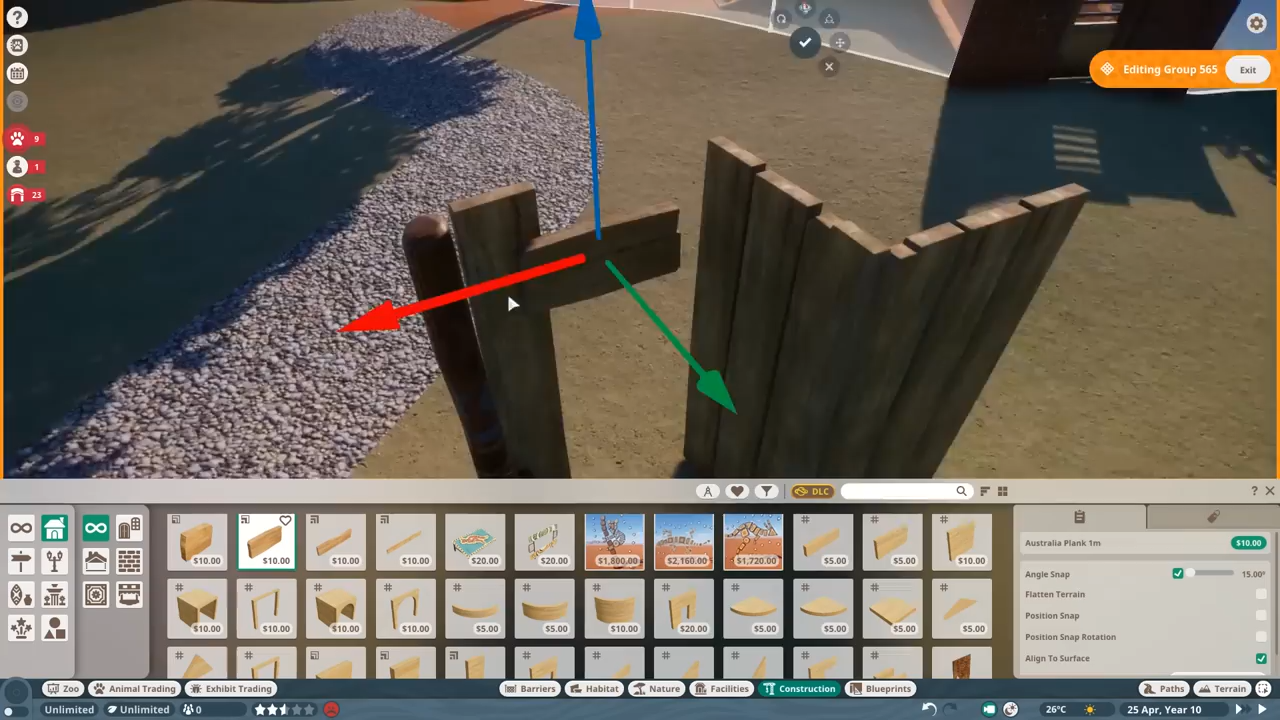 ?
Editing Group 565 Exit
9
1
23
DLC
? ×
$10.00 $10.00 $10.00 $10.00 $20.00 $20.00 $1,800.00 $2,160.00 $1,720.00 $5.00 $5.00 $10.00
Australia Plank 1m $10.00
Angle Snap 15.00°
Flatten Terrain
Position Snap
$10.00 $10.00 $10.00 $10.00 $5.00 $5.00 $10.00 $20.00 $5.00 $5.00 $5.00 $5.00
Position Snap Rotation
Align To Surface
Zoo Animal Trading Exhibit Trading Barriers Habitat Nature Facilities Construction Blueprints Paths Terrain
Unlimited Unlimited 0 26°C 25 Apr, Year 10